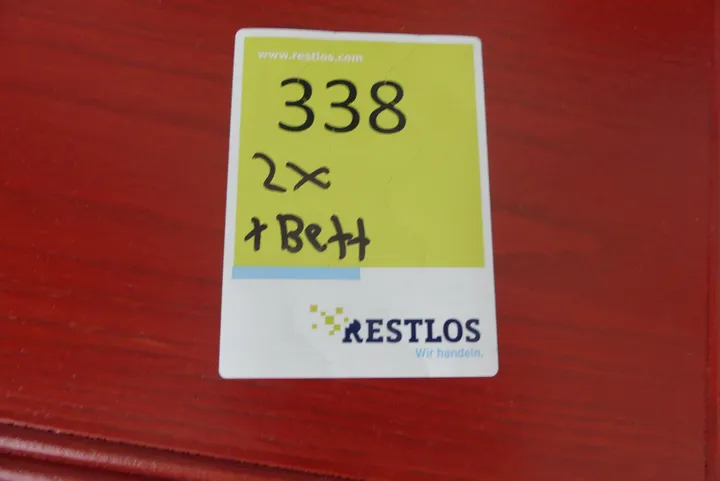 www.restlos.com
338
2x
+ Bett
RESTLOS
Wir handeln.